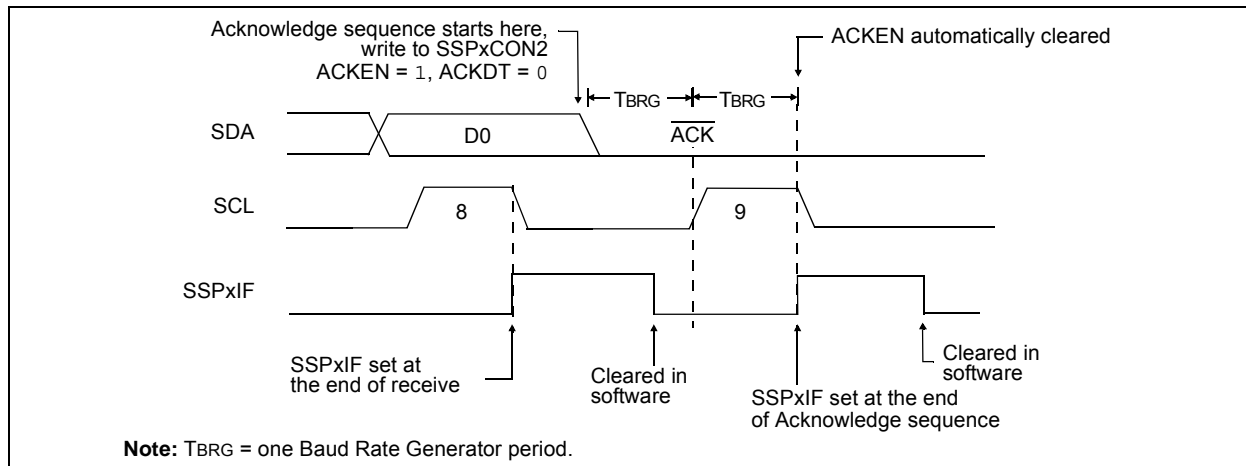 Acknowledge sequence starts here,
write to SSPxCON2
ACKEN = 1, ACKDT = 0
ACKEN automatically cleared
TBRG
TBRG
SDA
D0
ACK
SCL
8
9
SSPxIF
SSPxIF set at
the end of receive
Cleared in
software
SSPxIF set at the end
of Acknowledge sequence
Cleared in
software
Note: TBRG = one Baud Rate Generator period.